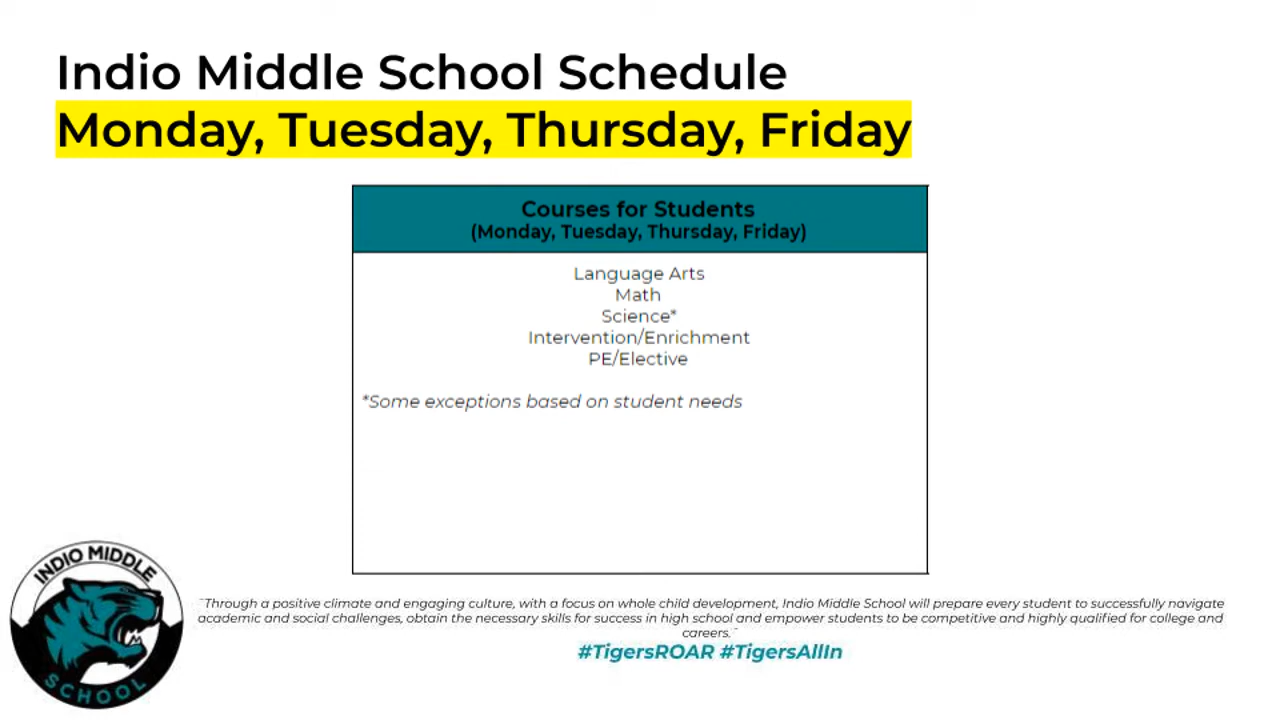 Indio Middle School Schedule
Monday, Tuesday, Thursday, Friday
Courses for Students
(Monday, Tuesday, Thursday, Friday)
Language Arts
Math
Science*
Intervention/Enrichment
PE/Elective
*Some exceptions based on student needs
INDIO MIDDLE
SCHOOL
¨Through a positive climate and engaging culture, with a focus on whole child development, Indio Middle School will prepare every student to successfully navigate
academic and social challenges, obtain the necessary skills for success in high school and empower students to be competitive and highly qualified for college and
careers.¨
#TigersROAR #TigersAllIn